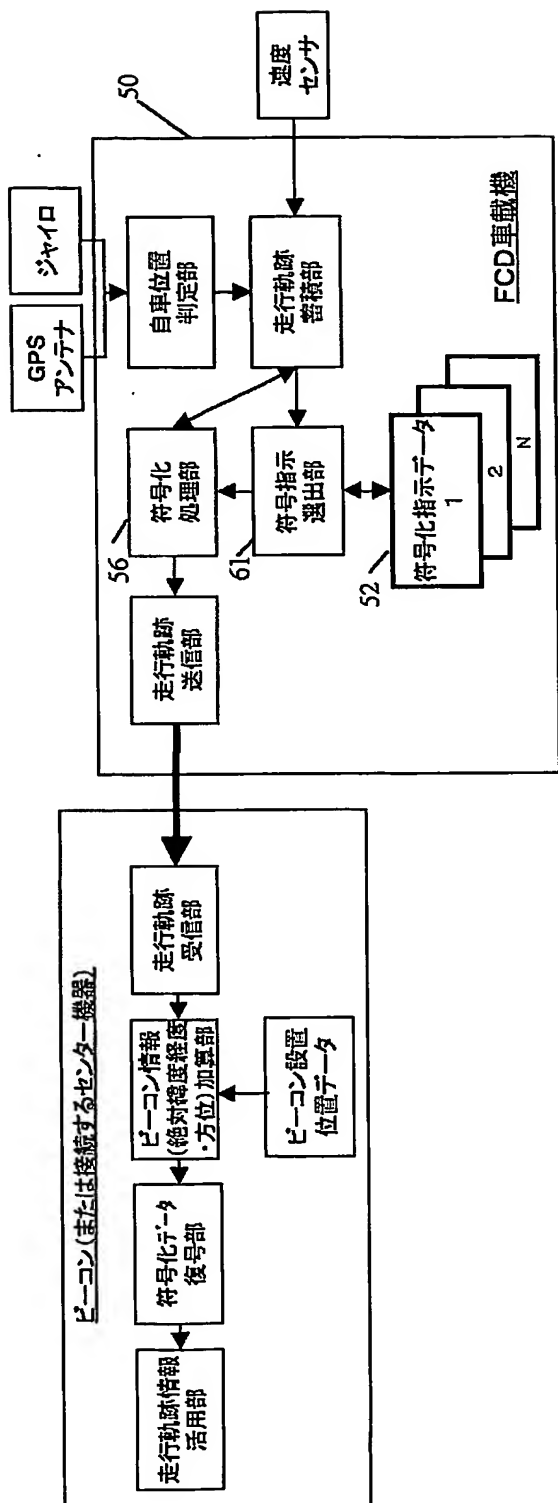 ビーコン(または接続するセンター機器)
走行軌跡情報
活用部
符号化データ
復号部
ビーコン情報
(絶対緯度経度
・方位)加算部
走行軌跡
受信部
ビーコン設置
位置データ
GPS
アンテナ
ジャイロ
速度
センサ
50
自車位置
判定部
走行軌跡
蓄積部
符号化
処理部
56
符号指示
選出部
61
走行軌跡
送信部
52
符号化指示データ
1
2
N
FCD車載機